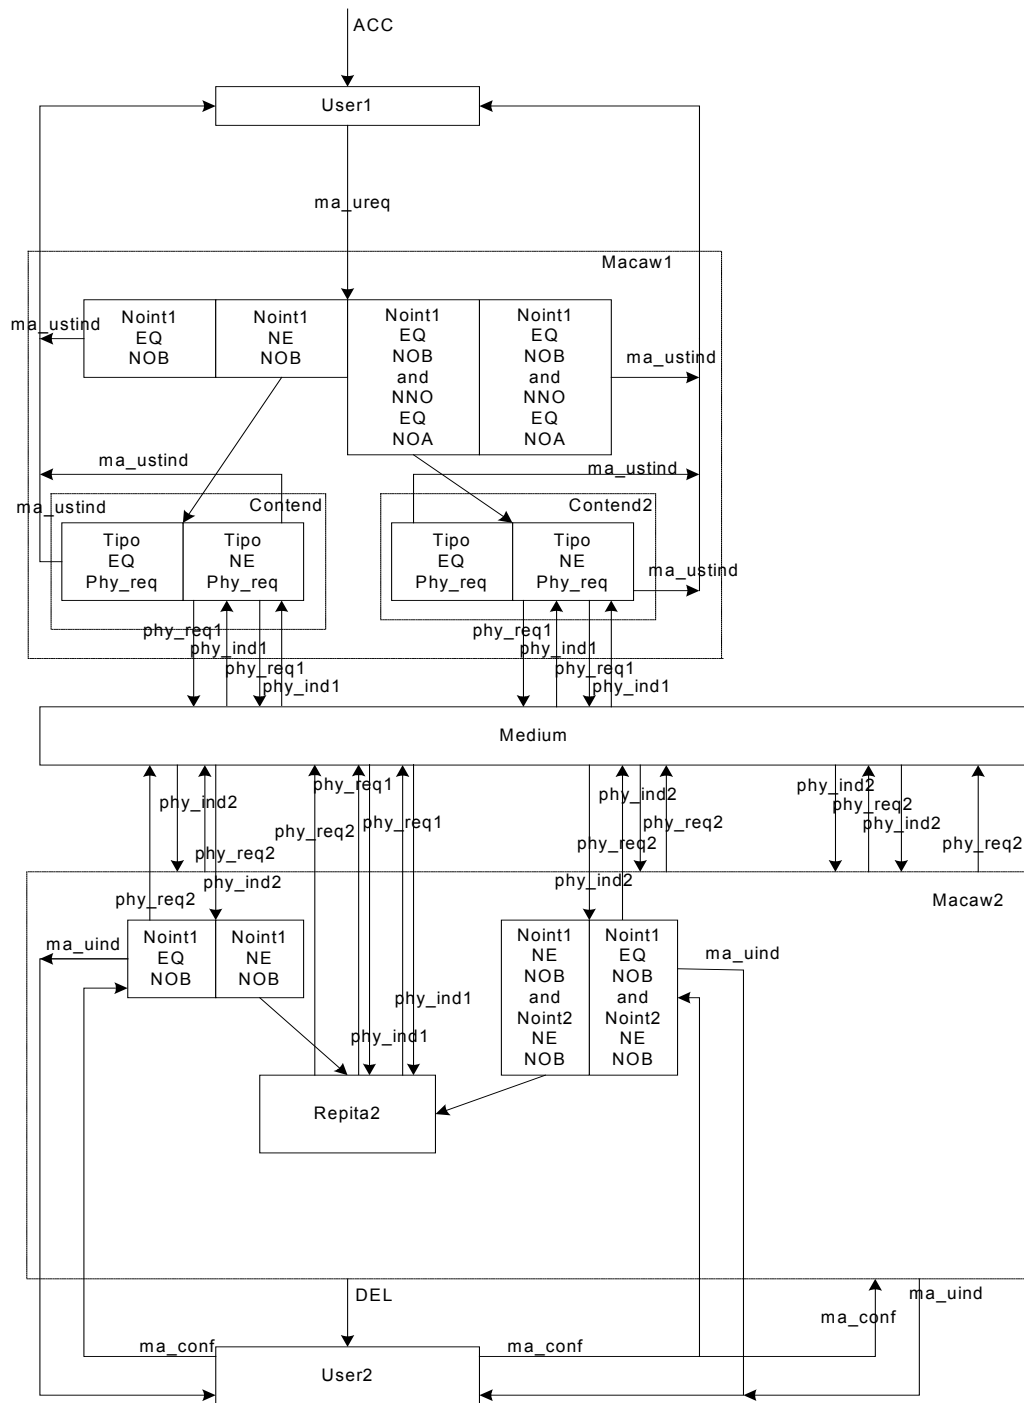 ACC
User1
ma_ureq
Macaw1
ma_ustind
Noint1
EQ
NOB
Noint1
NE
NOB
Noint1
EQ
NOB
and
NNO
EQ
NOA
Noint1
EQ
NOB
and
NNO
EQ
NOA
ma_ustind
ma_ustind
ma_ustind
ma_ustind
Contend
Tipo
EQ
Phy_req
Tipo
NE
Phy_req
Contend2
Tipo
EQ
Phy_req
Tipo
NE
Phy_req
ma_ustind
phy_req1
phy_ind1
phy_req1
phy_ind1
phy_req1
phy_ind1
phy_req1
phy_ind1
Medium
phy_ind2
phy_req2
phy_req2
phy_ind2
phy_req1
phy_req2
phy_req1
phy_ind1
phy_ind1
phy_ind2
phy_req2
phy_req2
phy_ind2
phy_ind2
phy_req2
phy_ind2
phy_req2
Macaw2
ma_uind
Noint1
EQ
NOB
Noint1
NE
NOB
Noint1
NE
NOB
and
Noint2
NE
NOB
Noint1
EQ
NOB
and
Noint2
NE
NOB
ma_uind
Repita2
DEL
ma_uind
ma_conf
ma_conf
ma_conf
User2